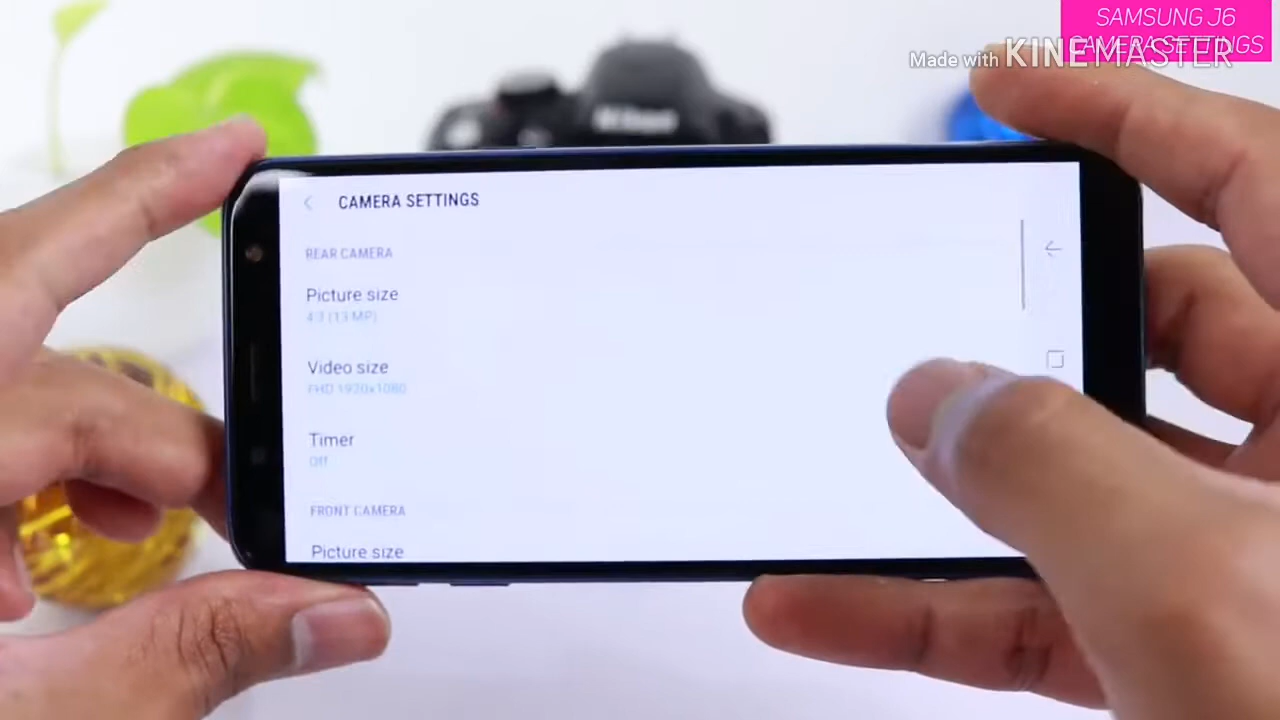 SAMSUNG J6
CAMERA SETTINGS
Made with KINEMASTER
Nikon
CAMERA SETTINGS
REAR CAMERA
Picture size
4:3 (13 MP)
Video size
FHD 1920x1080
Timer
Off
FRONT CAMERA
Picture size